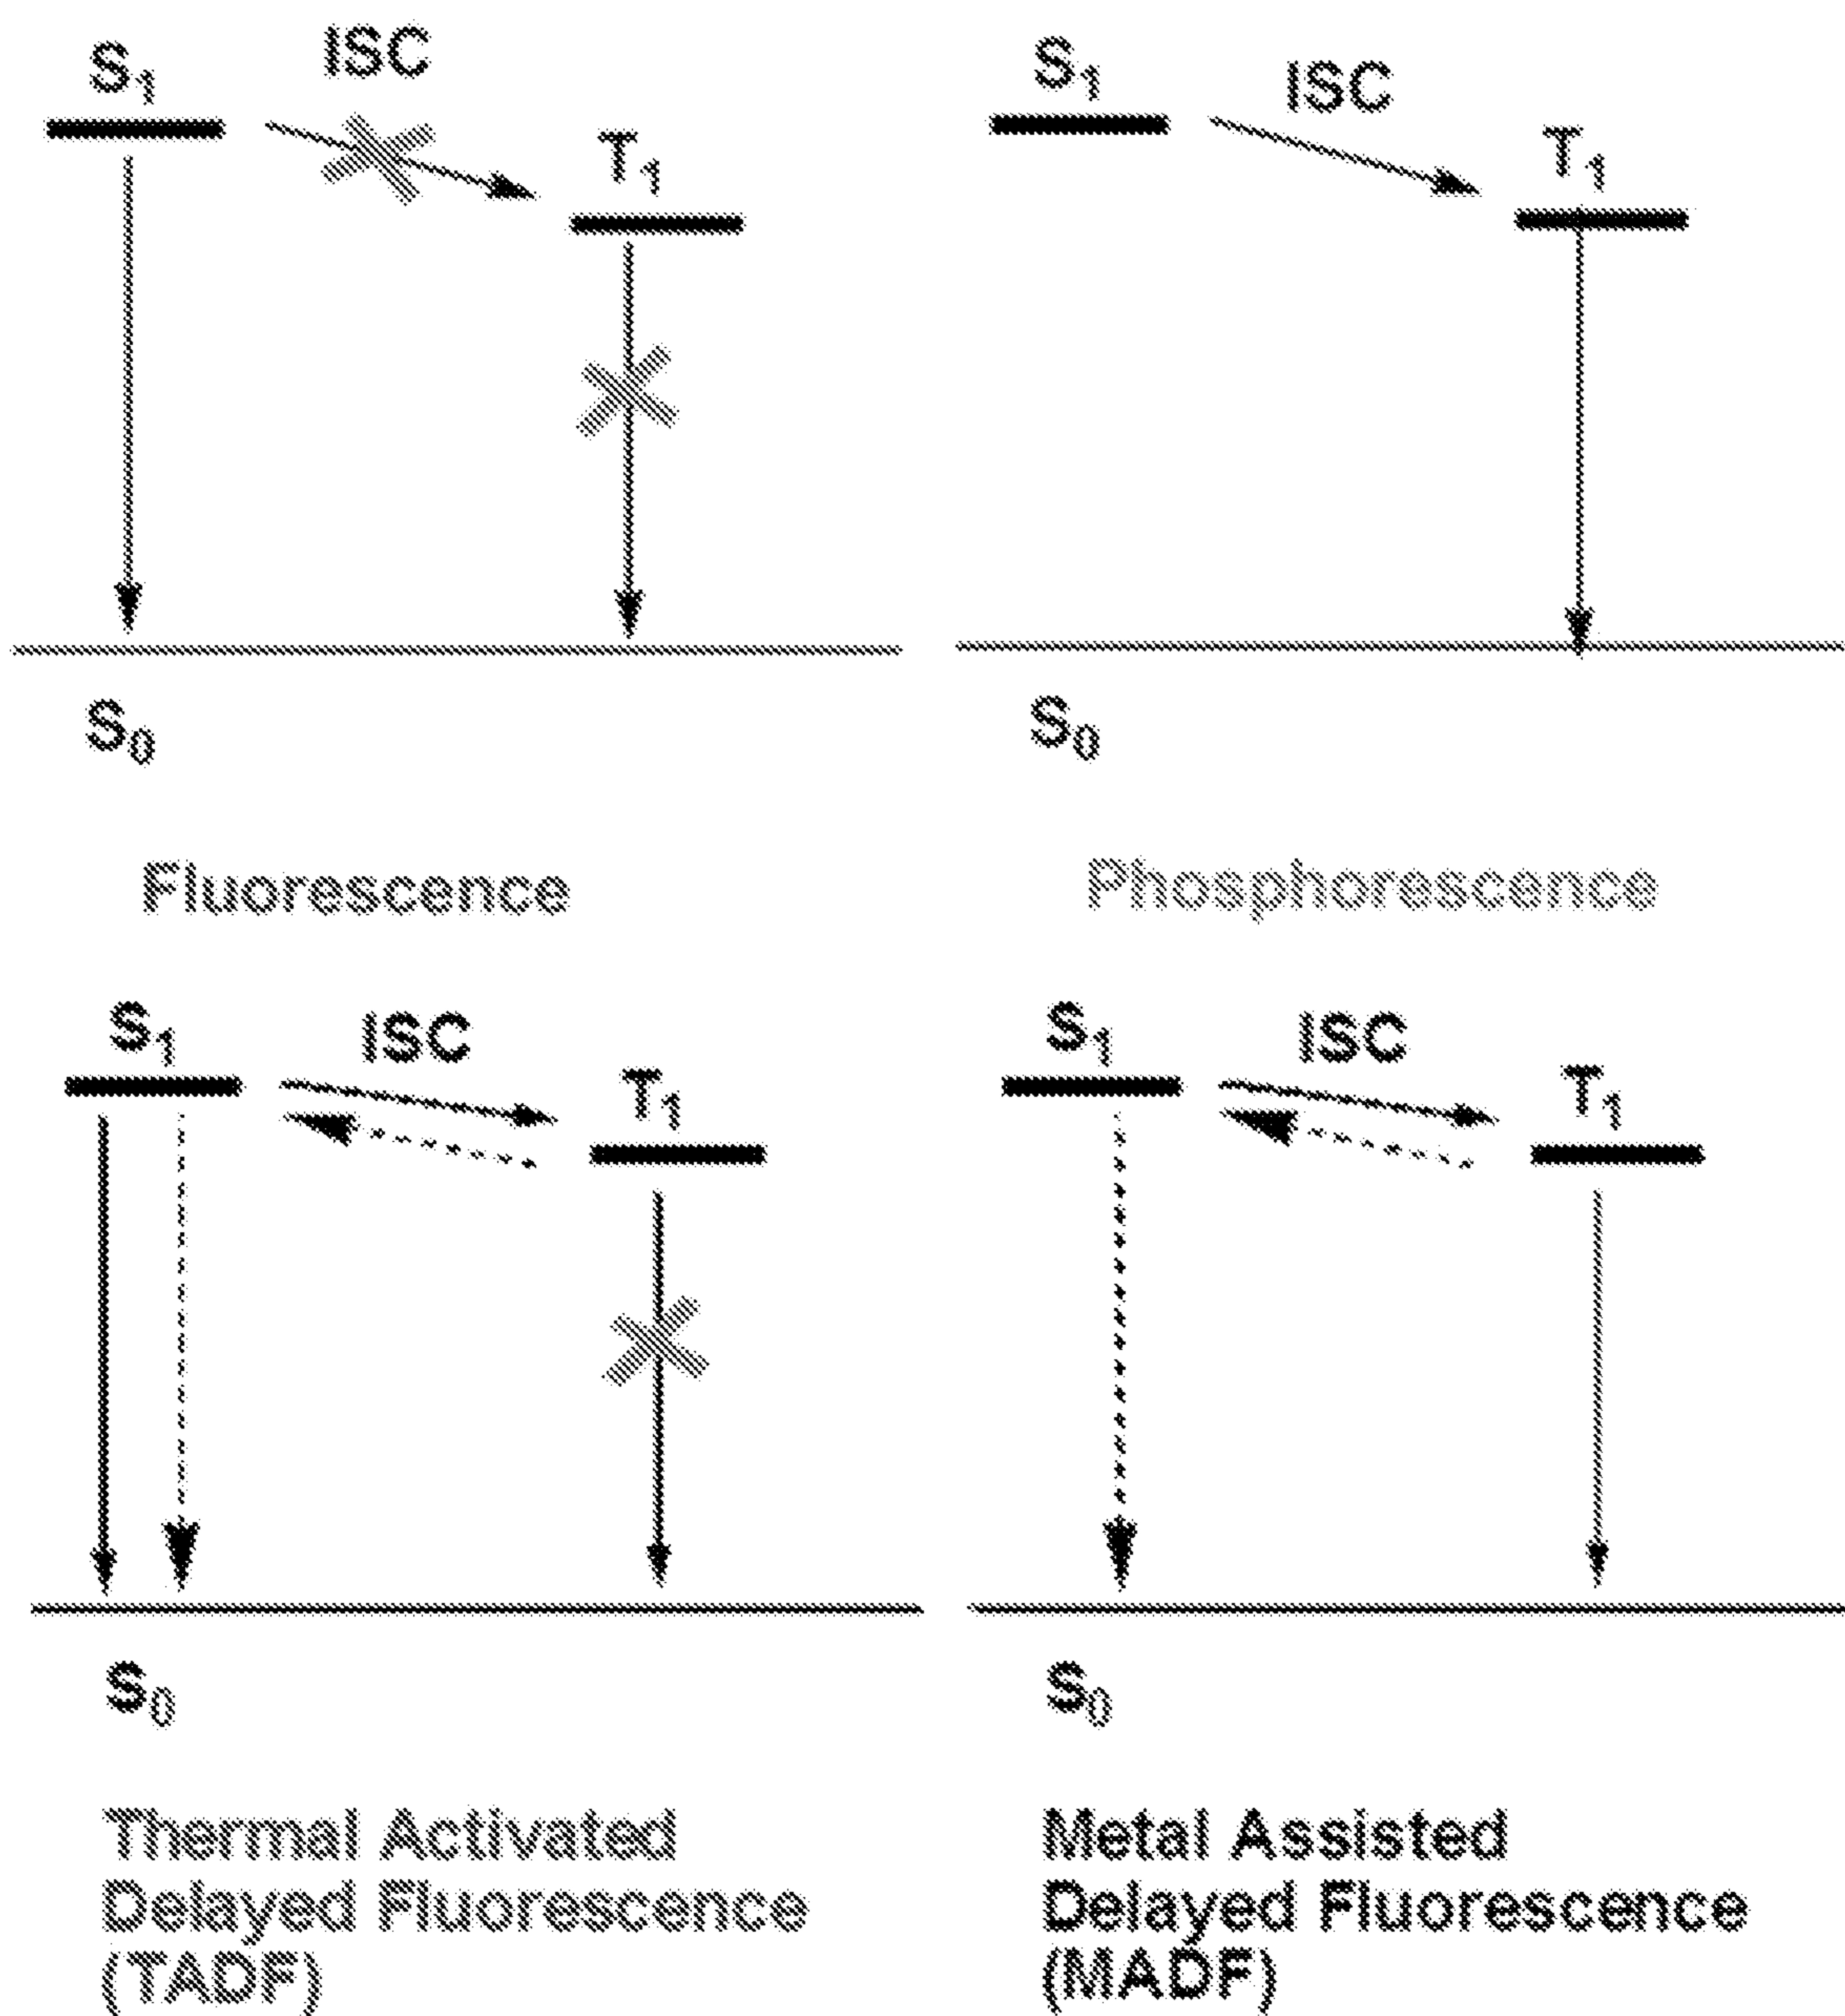 S₁ ISC T₁
S₀
Fluorescence
S₁ ISC T₁
S₀
Phosphorescence
S₁ ISC T₁
S₀
Thermal Activated
Delayed Fluorescence
(TADF)
S₁ ISC T₁
S₀
Metal Assisted
Delayed Fluorescence
(MADF)